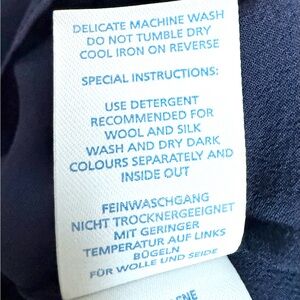 DELICATE MACHINE WASH
DO NOT TUMBLE DRY
COOL IRON ON REVERSE
SPECIAL INSTRUCTIONS:
USE DETERGENT
RECOMMENDED FOR
WOOL AND SILK
WASH AND DRY DARK
COLOURS SEPARATELY AND
INSIDE OUT
FEINWASCHGANG
NICHT TROCKNERGEEIGNET
MIT GERINGER
TEMPERATUR AUF LINKS
BÜGELN
FÜR WOLLE UND SEIDE